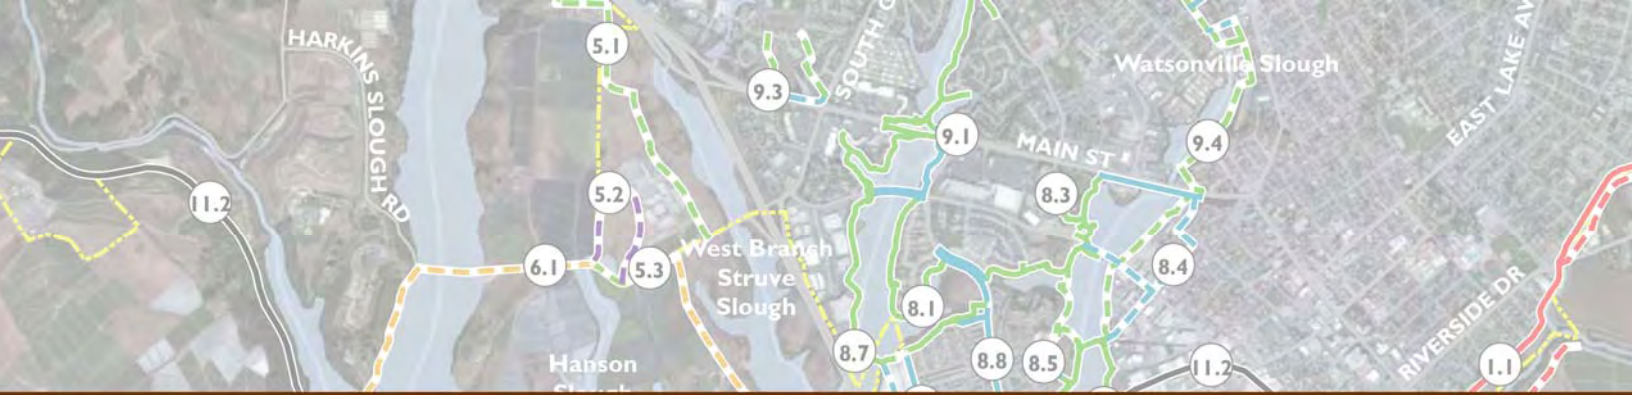 HARKINS SLOUGH RD
5.1
9.3
SOUTH G
Watsonville Slough
EAST LAKE AV
9.1
MAIN ST
9.4
11.2
5.2
8.3
6.1
5.3
West Branch
Struve
Slough
8.4
8.1
RIVERSIDE DR
Hanson
Slough
8.7
8.8
8.5
11.2
1.1